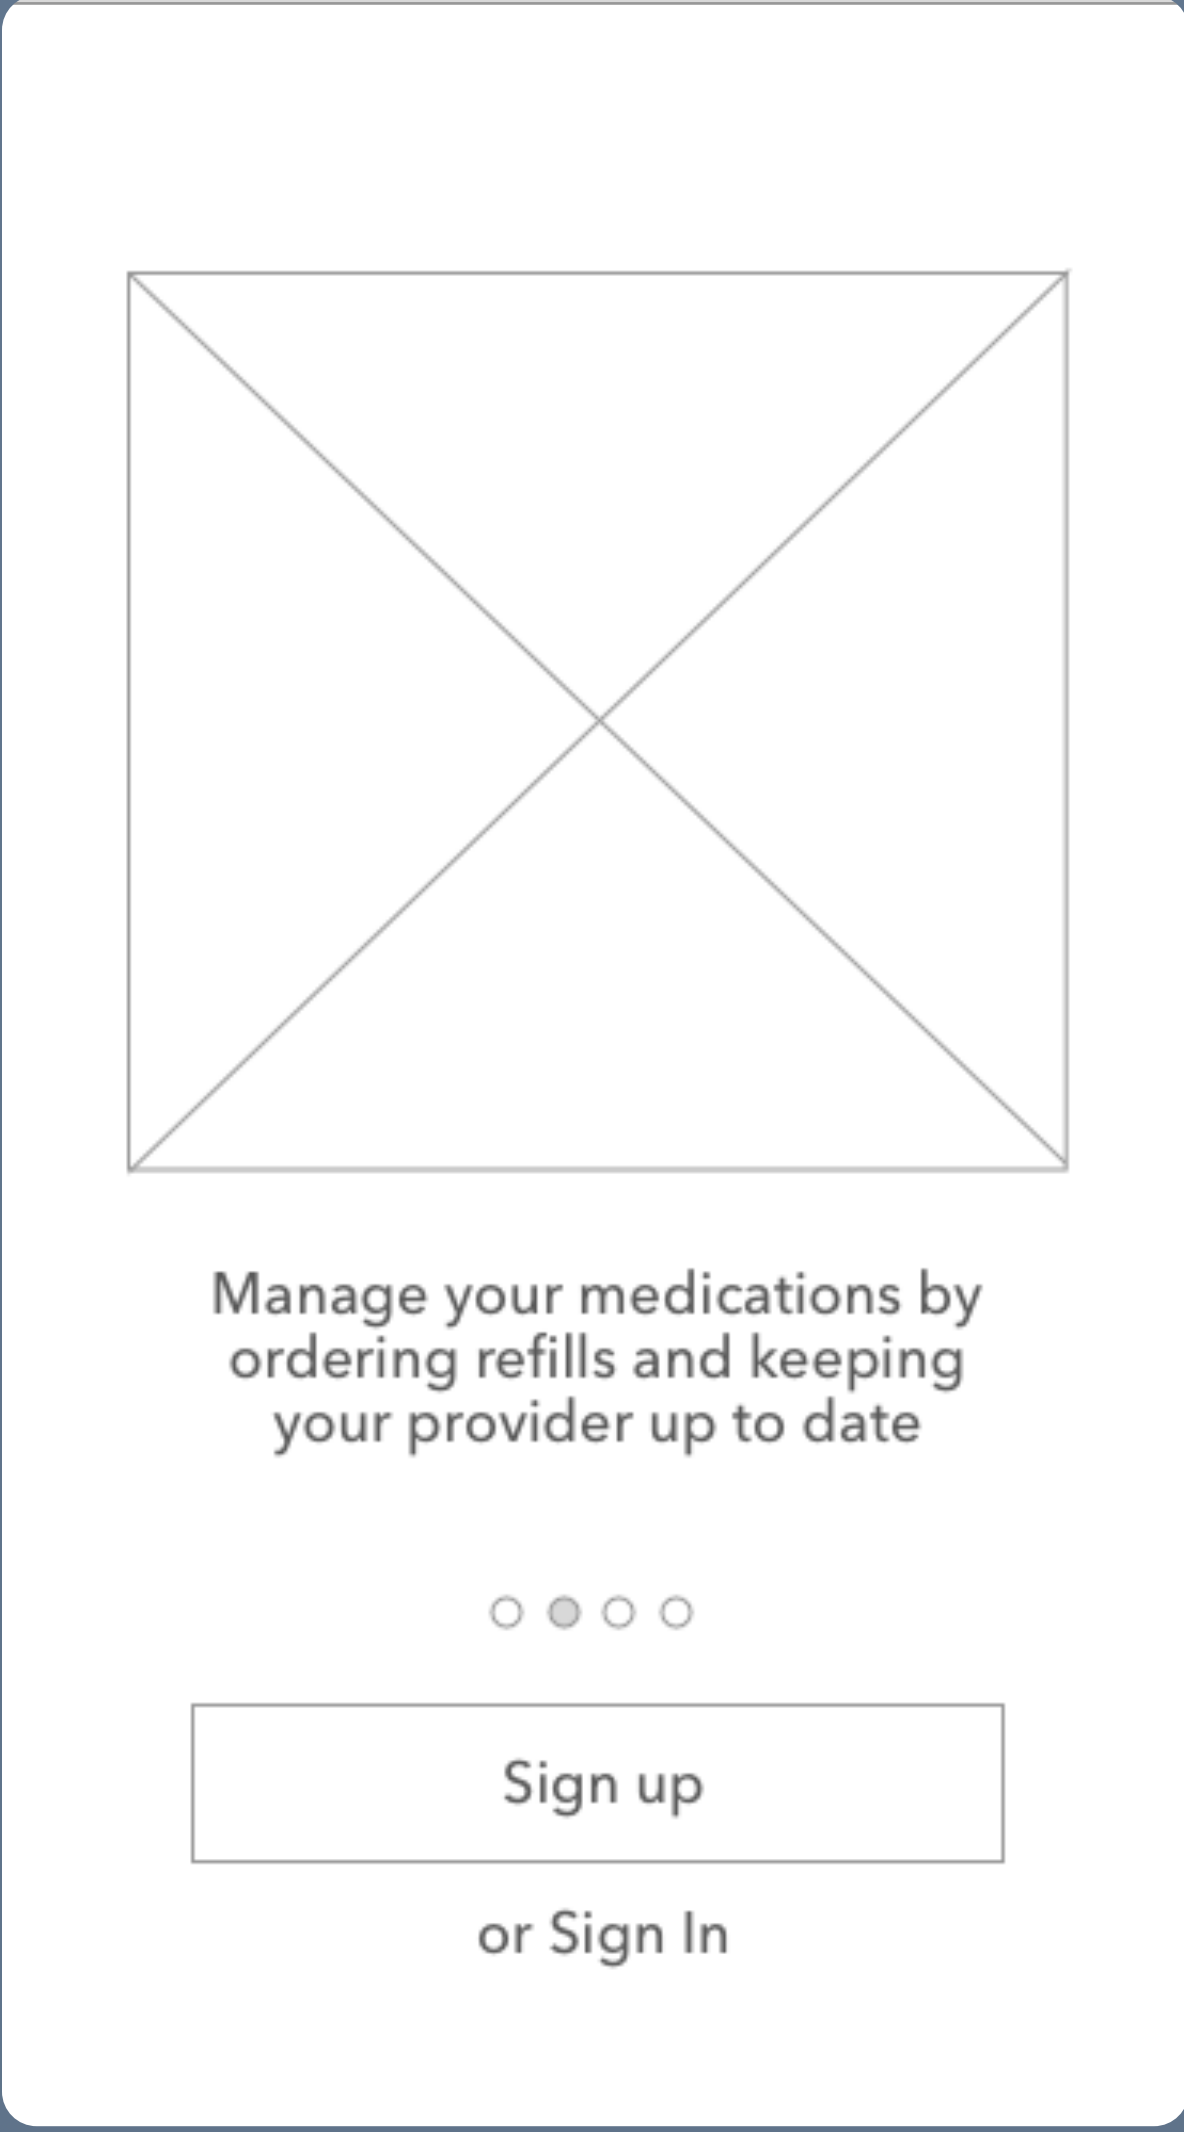 Manage your medications by
ordering refills and keeping
your provider up to date
Sign up
or Sign In